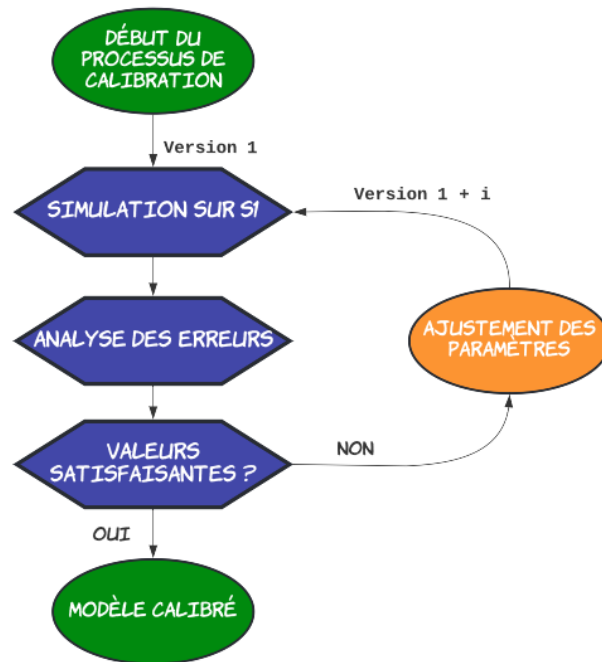 DÉBUT DU
PROCESSUS DE
CALIBRATION
Version 1
SIMULATION SUR S1
Version 1 + i
ANALYSE DES ERREURS
AJUSTEMENT DES
PARAMÈTRES
VALEURS
SATISFAISANTES ?
NON
OUI
MODÈLE CALIBRÉ